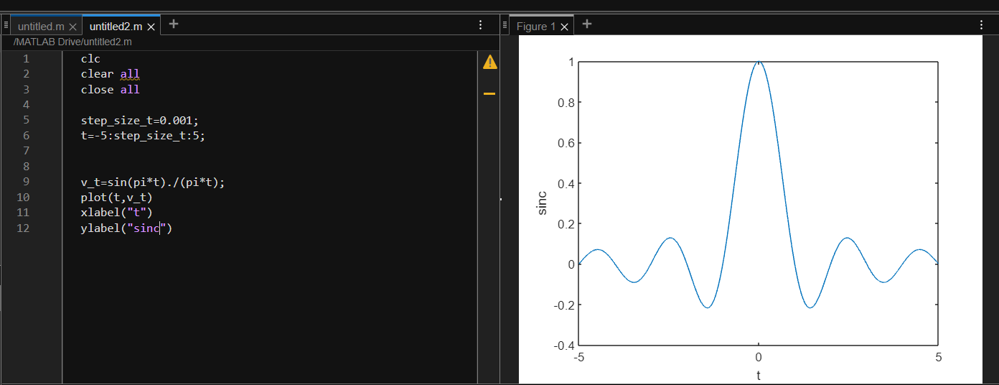 untitled.m
untitled2.m
/MATLAB Drive/untitled2.m
1 clc
2 clear all
3 close all
4
5 step_size_t=0.001;
6 t=-5:step_size_t:5;
7
8
9 v_t=sin(pi*t)./(pi*t);
10 plot(t,v_t)
11 xlabel("t")
12 ylabel("sinc")
Figure 1
1
0.8
0.6
0.4
0.2
0
-0.2
-0.4
sinc
-5 0 5
t